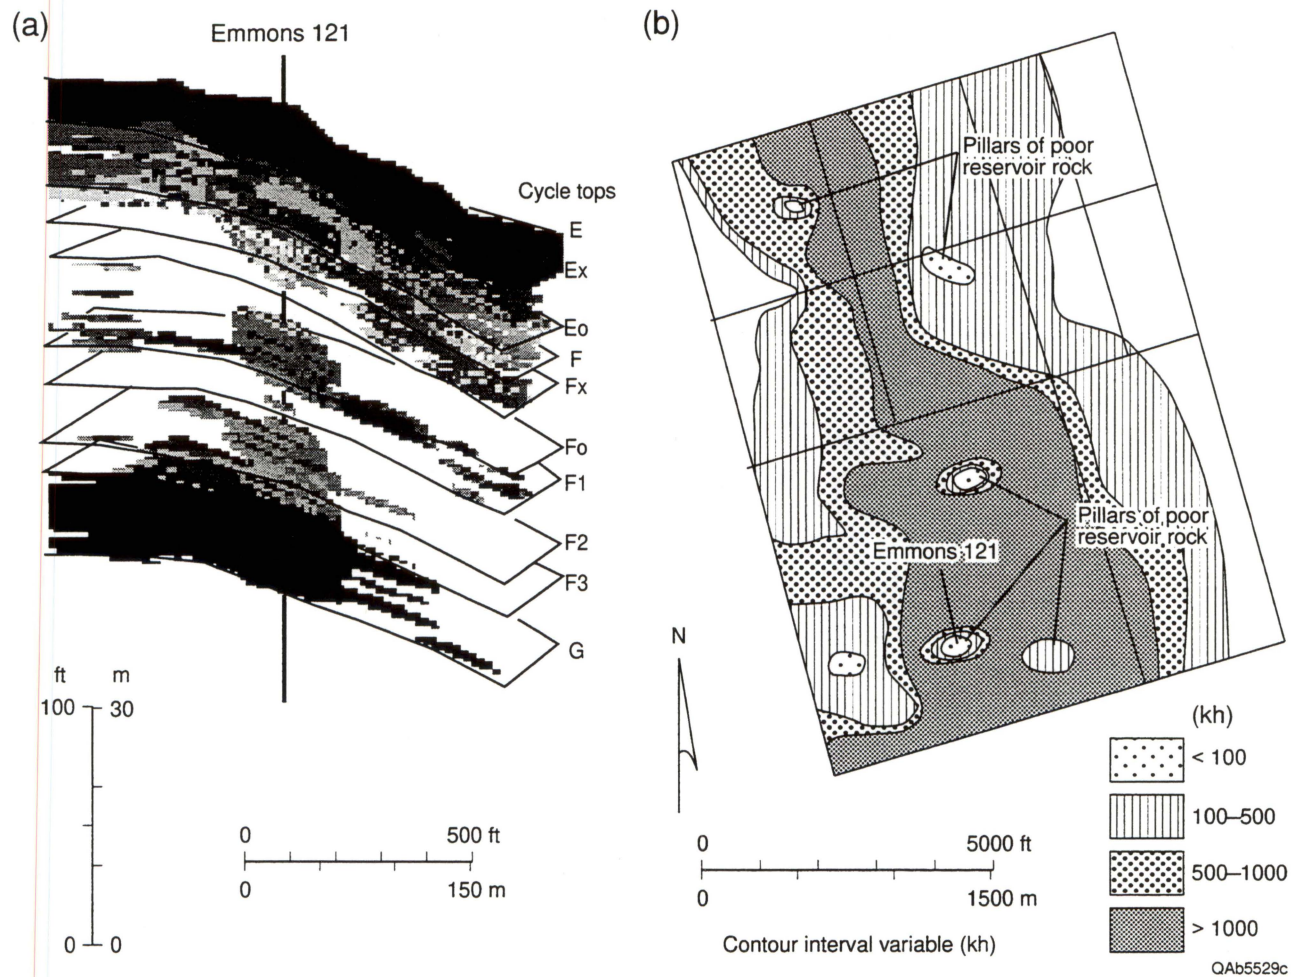 (a)
Emmons 121
Cycle tops
E
Ex
Eo
F
Fx
Fo
F1
F2
F3
G
ft m
100 30
0 0
0 500 ft
0 150 m
(b)
Pillars of poor
reservoir rock
Pillars of poor
reservoir rock
Emmons 121
N
0 5000 ft
0 1500 m
Contour interval variable (kh)
(kh)
< 100
100–500
500–1000
> 1000
QAb5529c